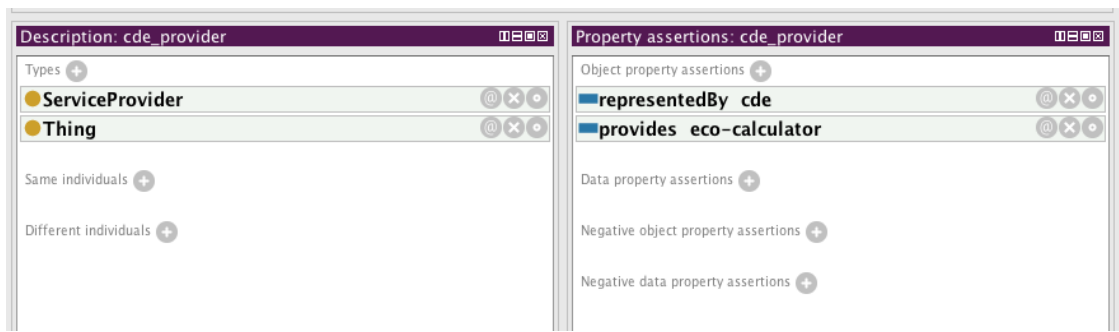 Description: cde_provider
Types
ServiceProvider
Thing
Same individuals
Different individuals
Property assertions: cde_provider
Object property assertions
representedBy cde
provides eco-calculator
Data property assertions
Negative object property assertions
Negative data property assertions